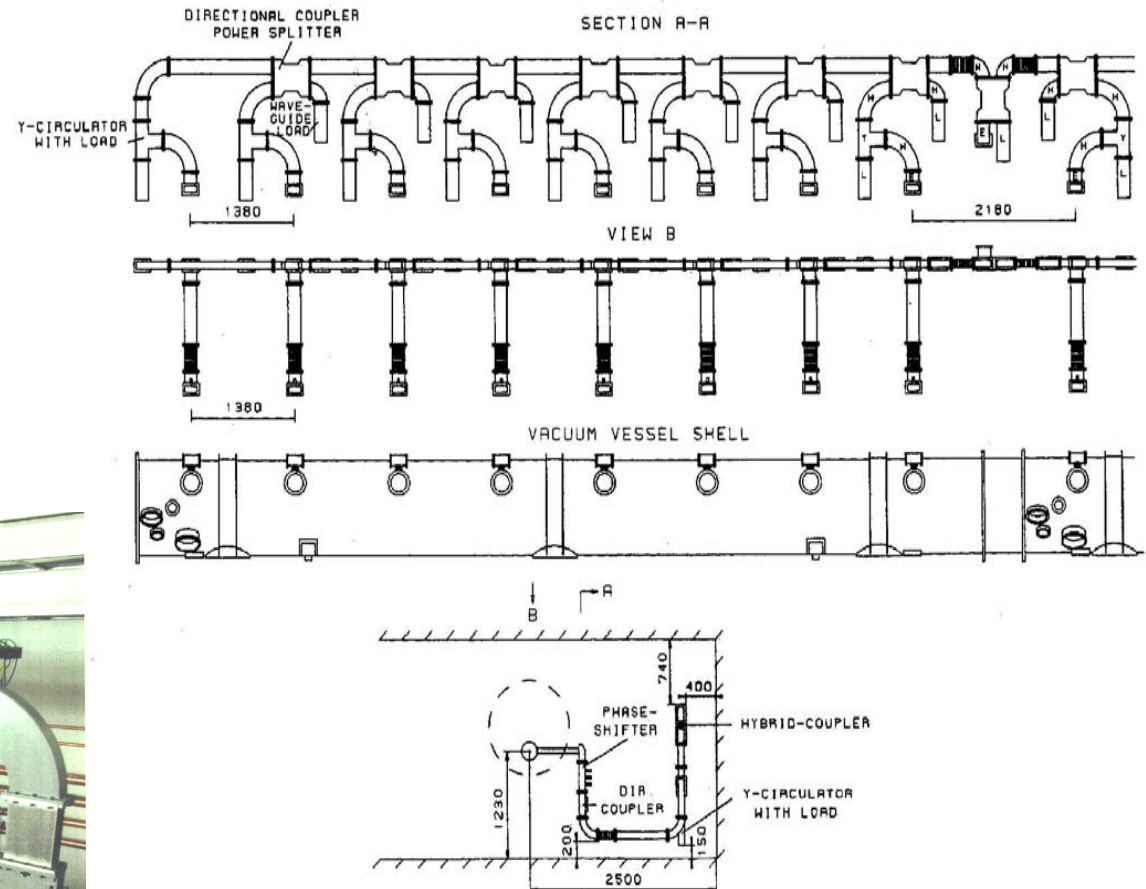 DIRECTIONAL COUPLER
POWER SPLITTER
SECTION A-A
Y-CIRCULATOR
WITH LOAD
WAVE-
GUIDE
LOAD
H H
H H
L L
E L
T Y
H H
L E
E L
1380
2180
VIEW B
1380
VACUUM VESSEL SHELL
B
A
740
400
PHASE-
SHIFTER
HYBRID-COUPLER
DIR.
COUPLER
Y-CIRCULATOR
WITH LOAD
1230
200
150
2500